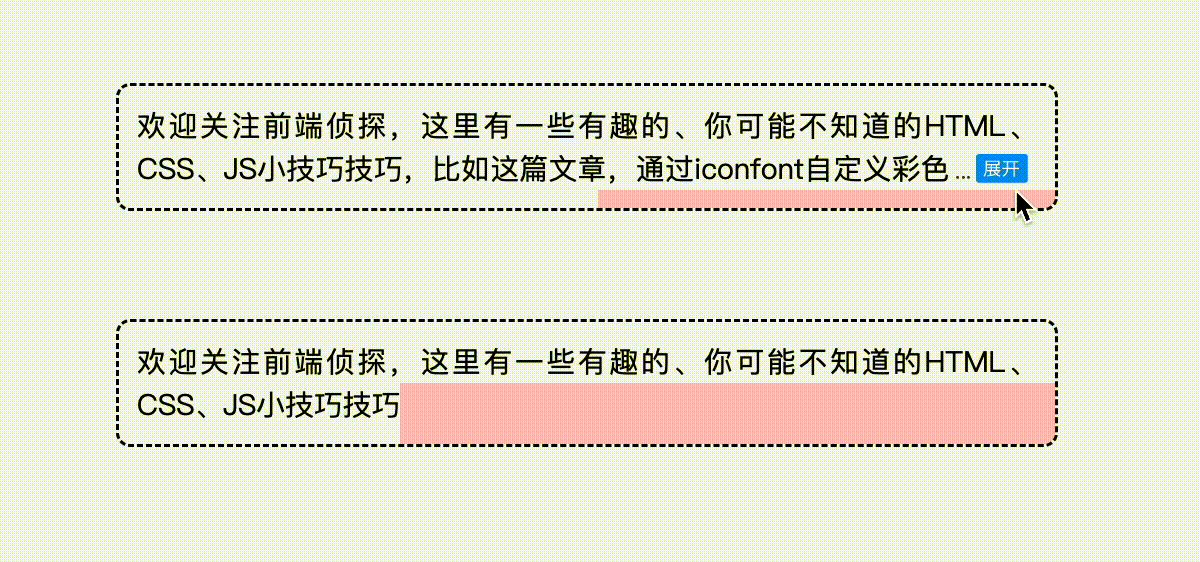 欢迎关注前端侦探，这里有一些有趣的、你可能不知道的HTML、
CSS、JS小技巧技巧，比如这篇文章，通过iconfont自定义彩色... 展开
欢迎关注前端侦探，这里有一些有趣的、你可能不知道的HTML、
CSS、JS小技巧技巧